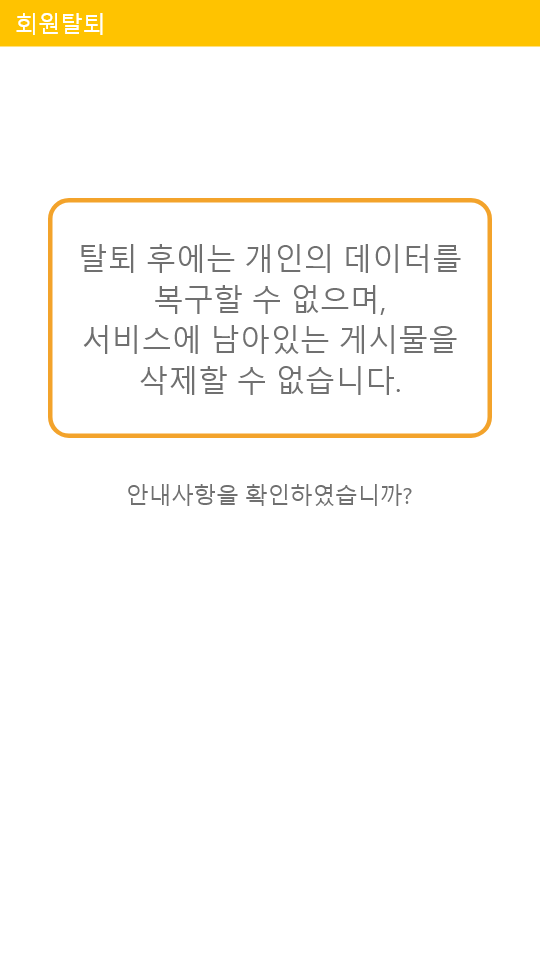 회원탈퇴
탈퇴 후에는 개인의 데이터를
복구할 수 없으며,
서비스에 남아있는 게시물을
삭제할 수 없습니다.
안내사항을 확인하였습니까?